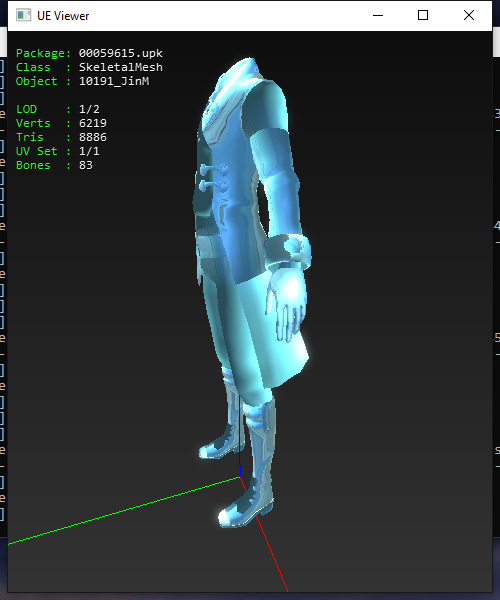 UE Viewer
Package: 00059615.upk
Class : SkeletalMesh
Object : 10191_JinM
LOD : 1/2
Verts : 6219
Tris : 8886
UV Set : 1/1
Bones : 83